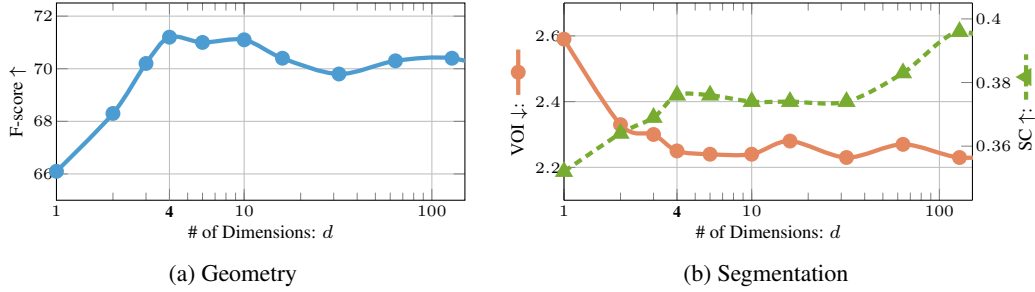 72
70
68
66
F-score ↑
1
4
10
100
# of Dimensions: d
(a) Geometry
2.6
2.4
2.2
VOI ↓:
0.4
0.38
0.36
SC ↑:
1
4
10
100
# of Dimensions: d
(b) Segmentation